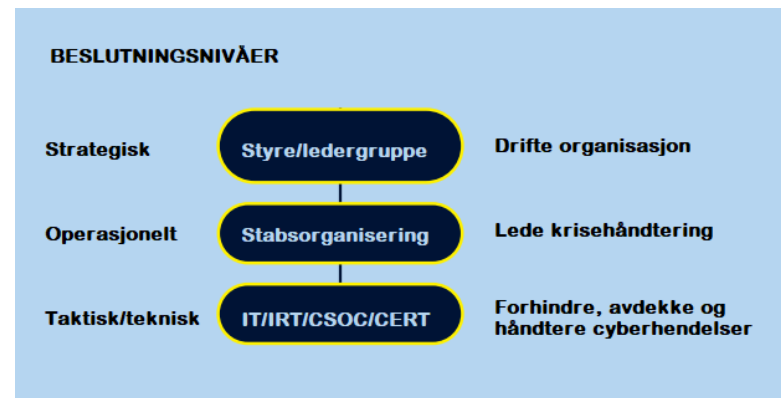 BESLUTNINGSNIVÅER
Strategisk
Styre/ledergruppe
Drifte organisasjon
Operasjonelt
Stabsorganisering
Lede krisehåndtering
Taktisk/teknisk
IT/IRT/CSOC/CERT
Forhindre, avdekke og
håndtere cyberhendelser